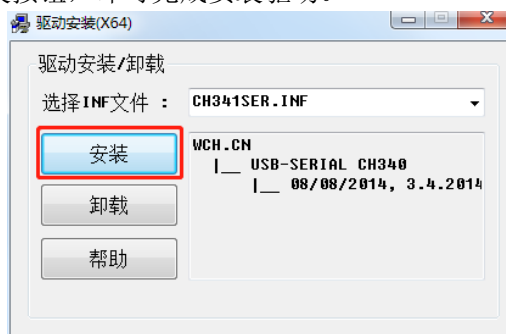 驱动安装(X64)
驱动安装/卸载
选择INF文件 :
CH341SER.INF
安装
WCH.CN
|__ USB-SERIAL CH340
|__ 08/08/2014, 3.4.2014
卸载
帮助